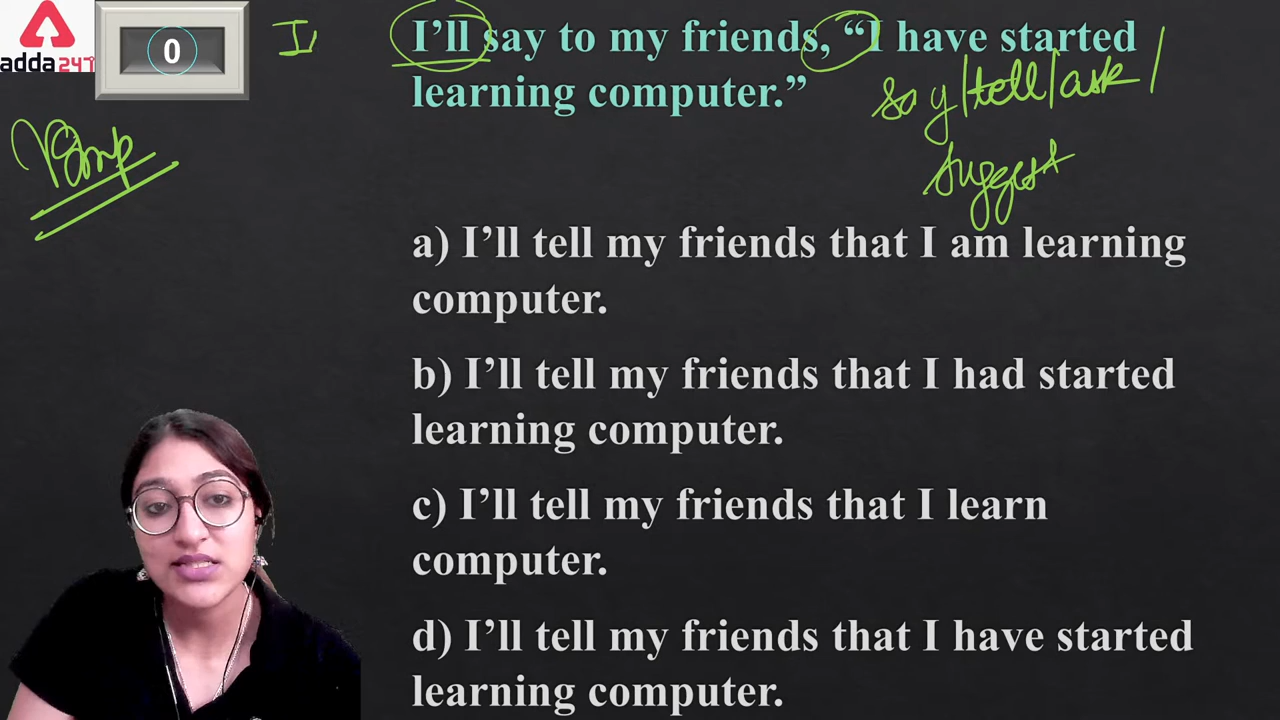 adda247
0
I'll say to my friends, “I have started
learning computer.”
say/tell/ask/
suggest
V Imp
a) I’ll tell my friends that I am learning
computer.
b) I’ll tell my friends that I had started
learning computer.
c) I’ll tell my friends that I learn
computer.
d) I’ll tell my friends that I have started
learning computer.